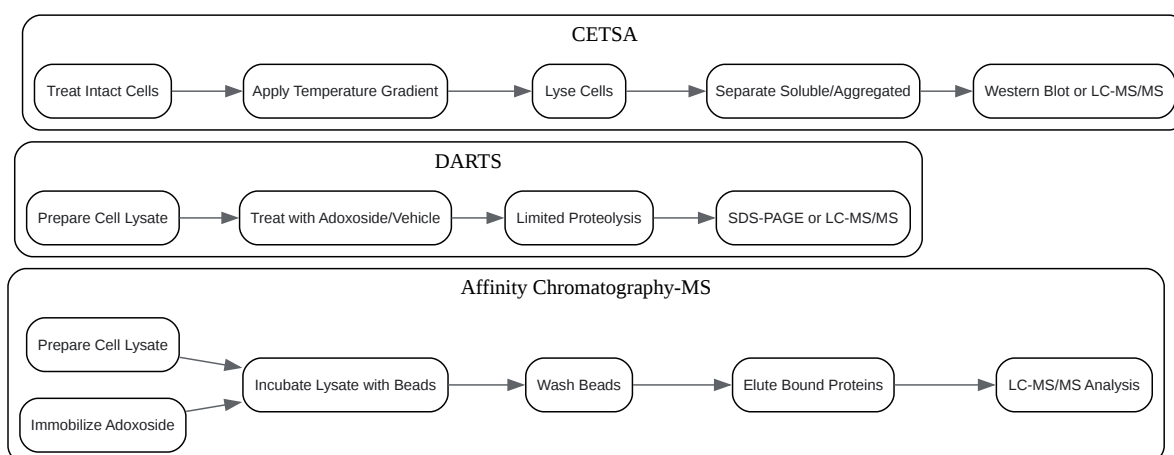 CETSA
Treat Intact Cells
Apply Temperature Gradient
Lyse Cells
Separate Soluble/Aggregated
Western Blot or LC-MS/MS
DARTS
Prepare Cell Lysate
Treat with Adoxoside/Vehicle
Limited Proteolysis
SDS-PAGE or LC-MS/MS
Affinity Chromatography-MS
Prepare Cell Lysate
Immobilize Adoxoside
Incubate Lysate with Beads
Wash Beads
Elute Bound Proteins
LC-MS/MS Analysis